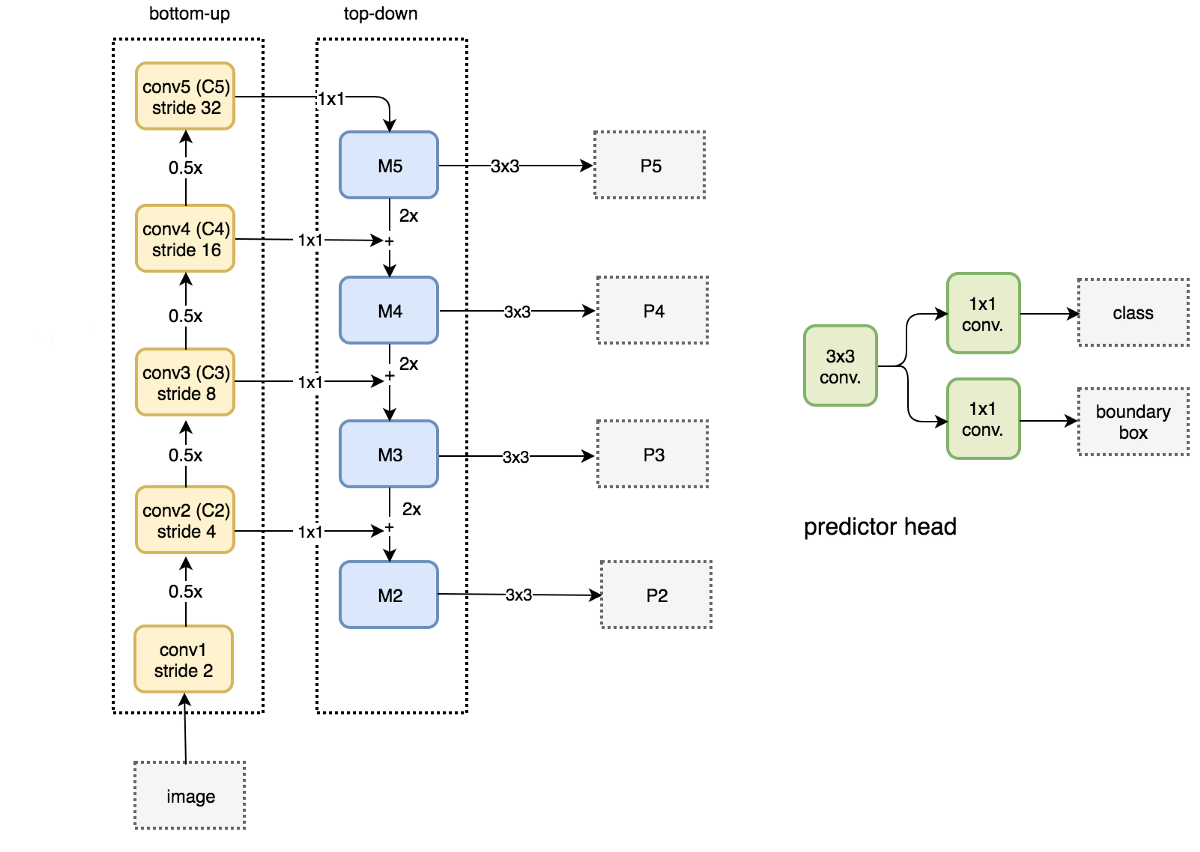 bottom-up
top-down
conv5 (C5)
stride 32
1x1
0.5x
M5
3x3
P5
2x
conv4 (C4)
stride 16
1x1
+
0.5x
M4
3x3
P4
2x
conv3 (C3)
stride 8
1x1
+
0.5x
M3
3x3
P3
2x
conv2 (C2)
stride 4
1x1
+
0.5x
M2
3x3
P2
conv1
stride 2
image
3x3
conv.
1x1
conv.
class
1x1
conv.
boundary
box
predictor head